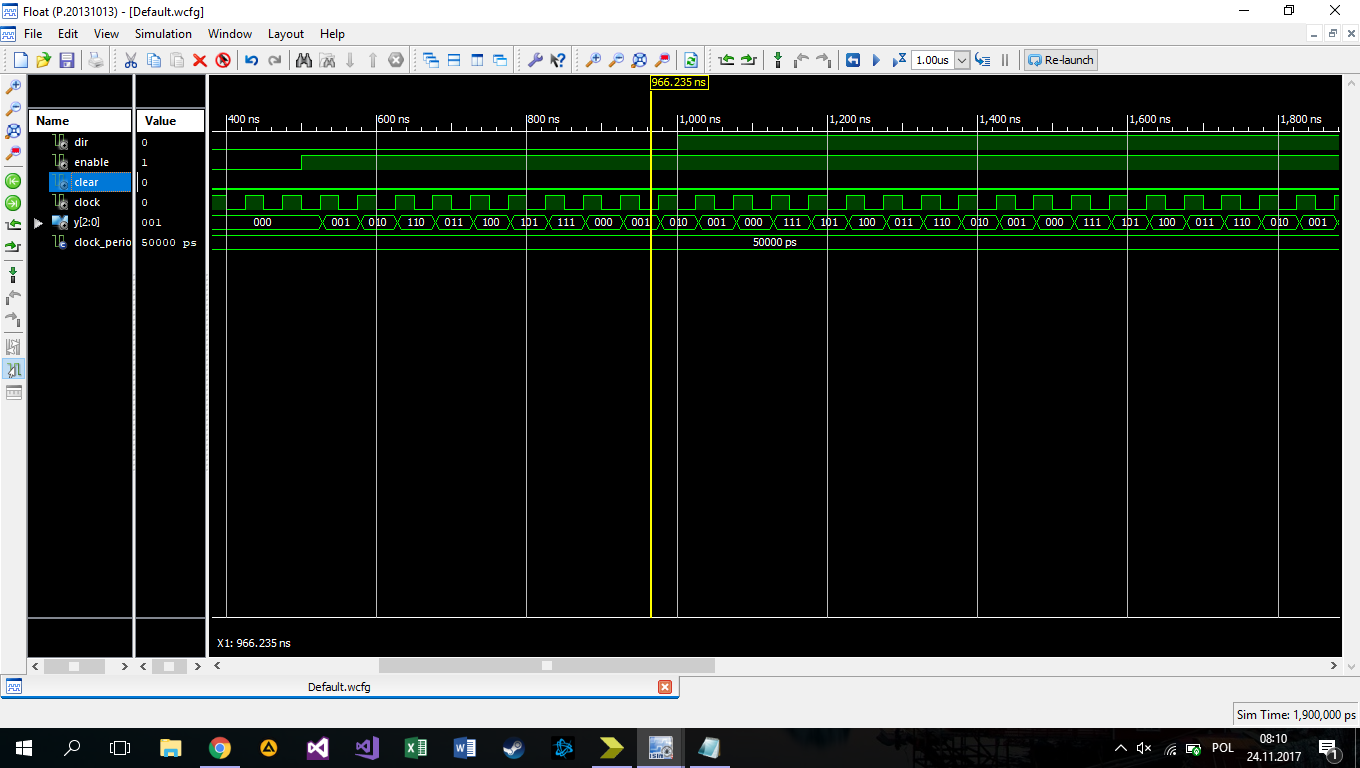 Float (P.20131013) - [Default.wcfg]
File Edit View Simulation Window Layout Help
1.00us Re-launch
966.235 ns
Name Value
400 ns 600 ns 800 ns 1,000 ns 1,200 ns 1,400 ns 1,600 ns 1,800 ns
dir 0
enable 1
clear 0
clock 0
y[2:0] 001 000 001 010 110 011 100 101 111 000 001 010 001 000 111 101 100 011 110 010 001 000 111 101 100 011 110 010 001
clock_perio 50000 ps 50000 ps
X1: 966.235 ns
Default.wcfg
Sim Time: 1,900,000 ps
POL 08:10
24.11.2017 1